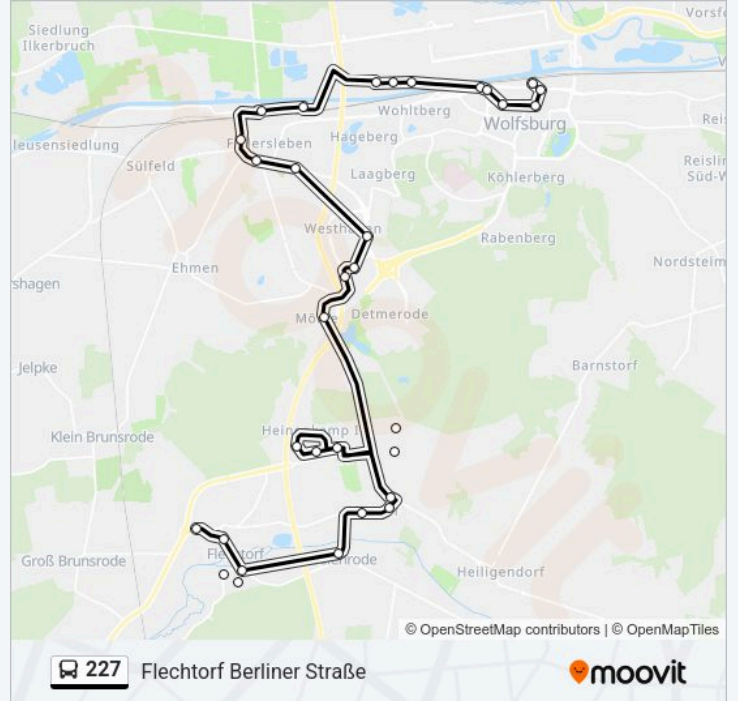 Siedlung
Ilkerbruch
Vorsf
Wohltberg
Wolfsburg
Reis
leusensiedlung
Hageberg
Sülfeld
Laagberg
Köhlerberg
Reislin
Süd-W
Rabenberg
Ehmen
Nordsteim
shagen
Detmerode
Jelpke
Barnstorf
Klein Brunsrode
Groß Brunsrode
Heiligendorf
© OpenStreetMap contributors | © OpenMapTiles
227 Flechtorf Berliner Straße
moovit